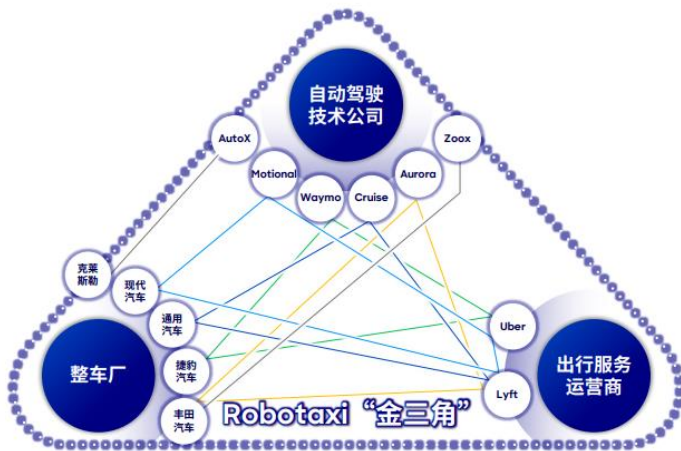 自动驾驶
技术公司
AutoX
Zoox
Motional
Aurora
Waymo
Cruise
克莱
斯勒
现代
汽车
通用
汽车
Uber
整车厂
捷豹
汽车
出行服务
运营商
Lyft
丰田
汽车
Robotaxi“金三角”